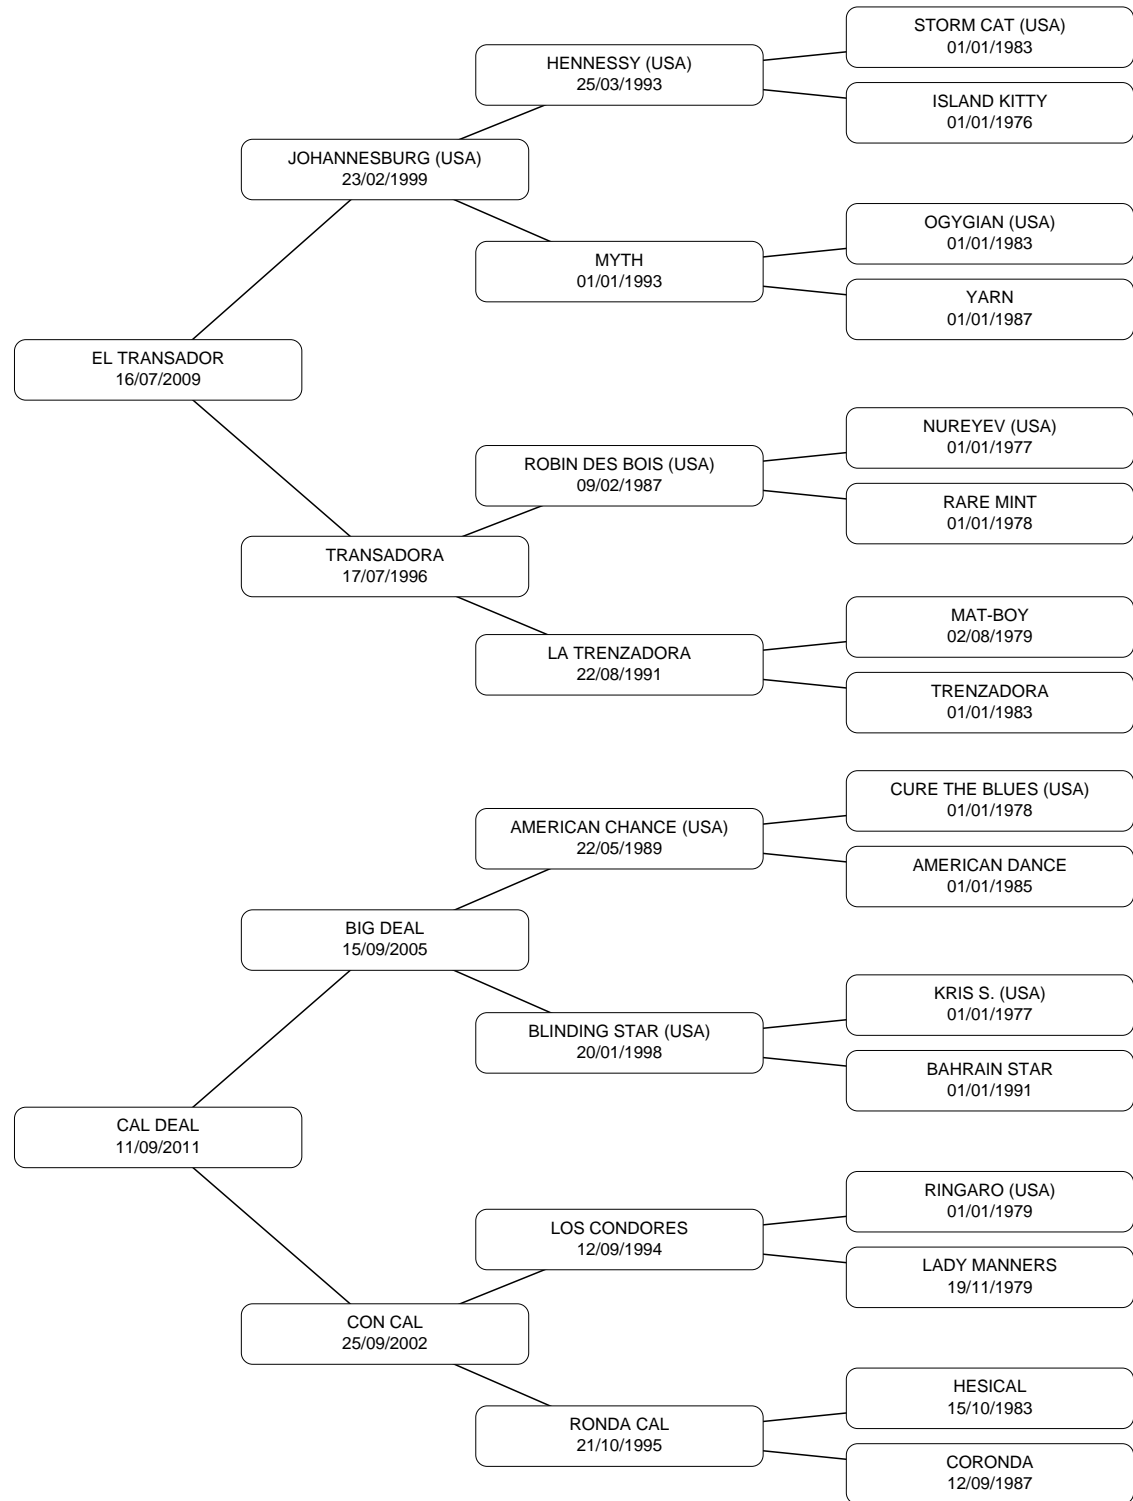 STORM CAT (USA)
01/01/1983
HENNESSY (USA)
25/03/1993
ISLAND KITTY
01/01/1976
JOHANNESBURG (USA)
23/02/1999
OGYGIAN (USA)
01/01/1983
MYTH
01/01/1993
YARN
01/01/1987
EL TRANSADOR
16/07/2009
NUREYEV (USA)
01/01/1977
ROBIN DES BOIS (USA)
09/02/1987
RARE MINT
01/01/1978
TRANSADORA
17/07/1996
MAT-BOY
02/08/1979
LA TRENZADORA
22/08/1991
TRENZADORA
01/01/1983
CURE THE BLUES (USA)
01/01/1978
AMERICAN CHANCE (USA)
22/05/1989
AMERICAN DANCE
01/01/1985
BIG DEAL
15/09/2005
KRIS S. (USA)
01/01/1977
BLINDING STAR (USA)
20/01/1998
BAHRAIN STAR
01/01/1991
CAL DEAL
11/09/2011
RINGARO (USA)
01/01/1979
LOS CONDORES
12/09/1994
LADY MANNERS
19/11/1979
CON CAL
25/09/2002
HESICAL
15/10/1983
RONDA CAL
21/10/1995
CORONDA
12/09/1987